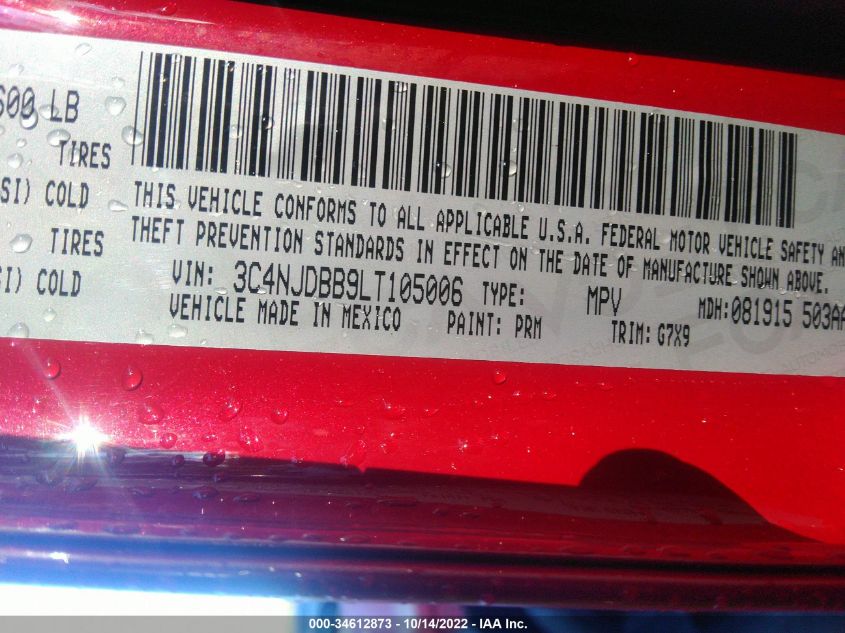 600 LB
TIRES
SI) COLD
TIRES
SI) COLD
THIS VEHICLE CONFORMS TO ALL APPLICABLE U.S.A. FEDERAL MOTOR VEHICLE SAFETY AN
THEFT PREVENTION STANDARDS IN EFFECT ON THE DATE OF MANUFACTURE SHOWN ABOVE.
VIN: 3C4NJDBB9LT105006 TYPE: MPV MDH:081915 503AA
VEHICLE MADE IN MEXICO PAINT: PRM TRIM: G7X9
000-34612873 - 10/14/2022 - IAA Inc.